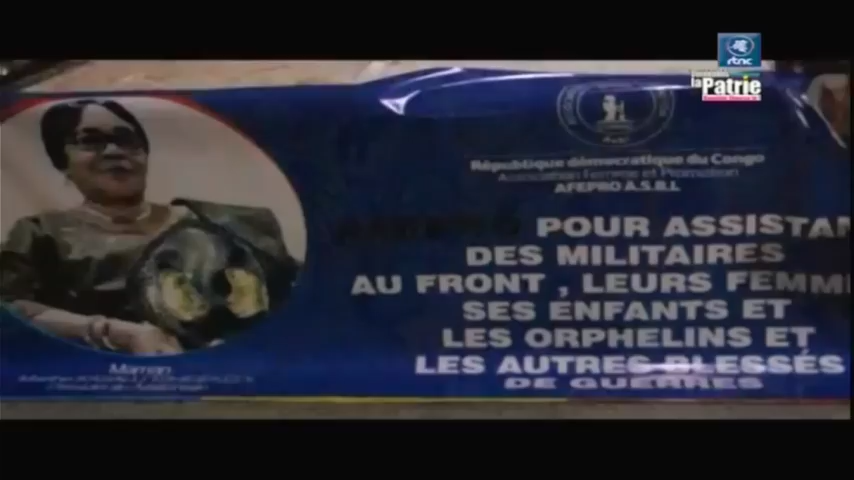 rtnc
la
Patrie
République démocratique du Congo
Association Femme et Promotion
AFEPRO A.S.B.L
POUR ASSISTAN
DES MILITAIRES
AU FRONT , LEURS FEMME
SES ENFANTS ET
LES ORPHELINS ET
LES AUTRES BLESSÉS
DE GUERRES
Maman